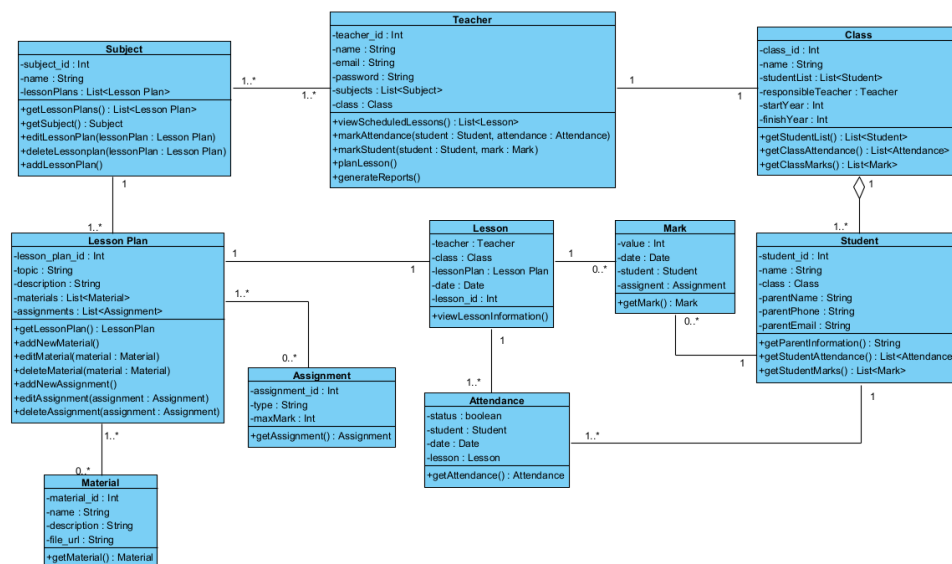 Subject
-subject_id : Int
-name : String
-lessonPlans : List<Lesson Plan>
+getLessonPlans() : List<Lesson Plan>
+getSubject() : Subject
+editLessonPlan(lessonPlan : Lesson Plan)
+deleteLessonplan(lessonPlan : Lesson Plan)
+addLessonPlan()
1..*
1..*
Teacher
-teacher_id : Int
-name : String
-email : String
-password : String
-subjects : List<Subject>
-class : Class
+viewScheduledLessons() : List<Lesson>
+markAttendance(student : Student, attendance : Attendance)
+markStudent(student : Student, mark : Mark)
+planLesson()
+generateReports()
1
1
Class
-class_id : Int
-name : String
-studentList : List<Student>
-responsibleTeacher : Teacher
-startYear : Int
-finishYear : Int
+getStudentList() : List<Student>
+getClassAttendance() : List<Attendance>
+getClassMarks() : List<Mark>
1
1..*
1
1..*
Lesson Plan
-lesson_plan_id : Int
-topic : String
-description : String
-materials : List<Material>
-assignments : List<Assignment>
+getLessonPlan() : LessonPlan
+addNewMaterial()
+editMaterial(material : Material)
+deleteMaterial(material : Material)
+addNewAssignment()
+editAssignment(assignment : Assignment)
+deleteAssignment(assignment : Assignment)
1
1
1..*
0..*
Lesson
-teacher : Teacher
-class : Class
-lessonPlan : Lesson Plan
-date : Date
-lesson_id : Int
+viewLessonInformation()
1
0..*
Mark
-value : Int
-date : Date
-student : Student
-assignent : Assignment
+getMark() : Mark
0..*
1
Student
-student_id : Int
-name : String
-class : Class
-parentName : String
-parentPhone : String
-parentEmail : String
+getParentInformation() : String
+getStudentAttendance() : List<Attendance
+getStudentMarks() : List<Mark>
1
1..*
Assignment
-assignment_id : Int
-type : String
-maxMark : Int
+getAssignment() : Assignment
1
1..*
Attendance
-status : boolean
-student : Student
-date : Date
-lesson : Lesson
+getAttendance() : Attendance
1..*
0..*
Material
-material_id : Int
-name : String
-description : String
-file_url : String
+getMaterial() : Material